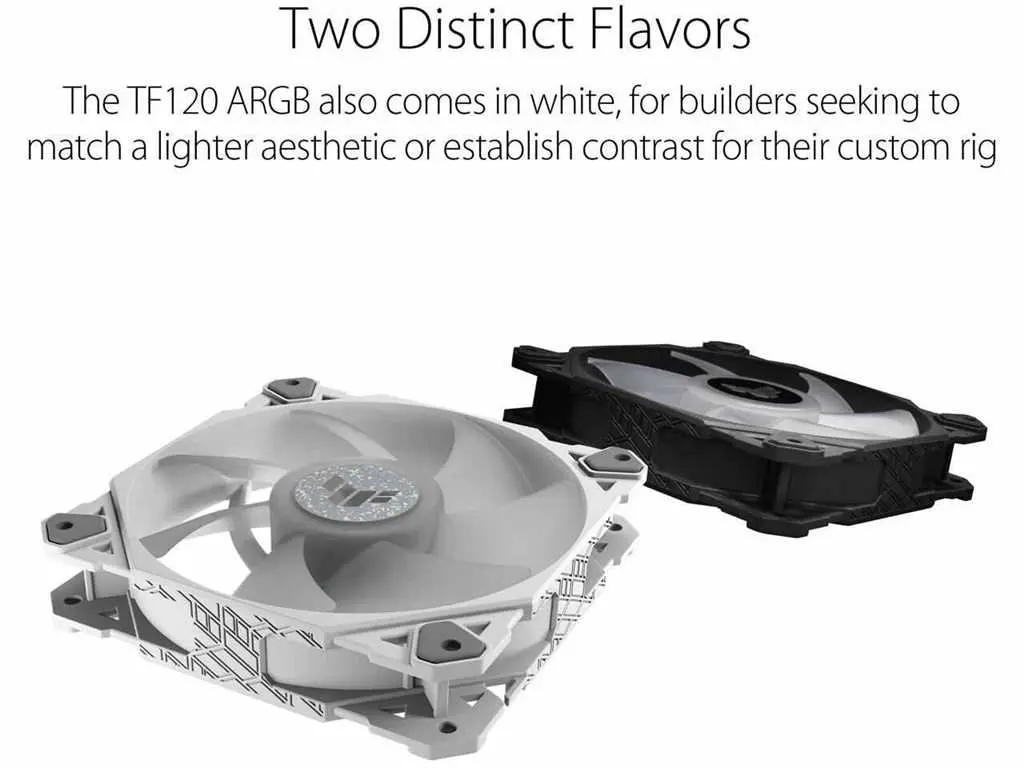 Two Distinct Flavors
The TF120 ARGB also comes in white, for builders seeking to
match a lighter aesthetic or establish contrast for their custom rig